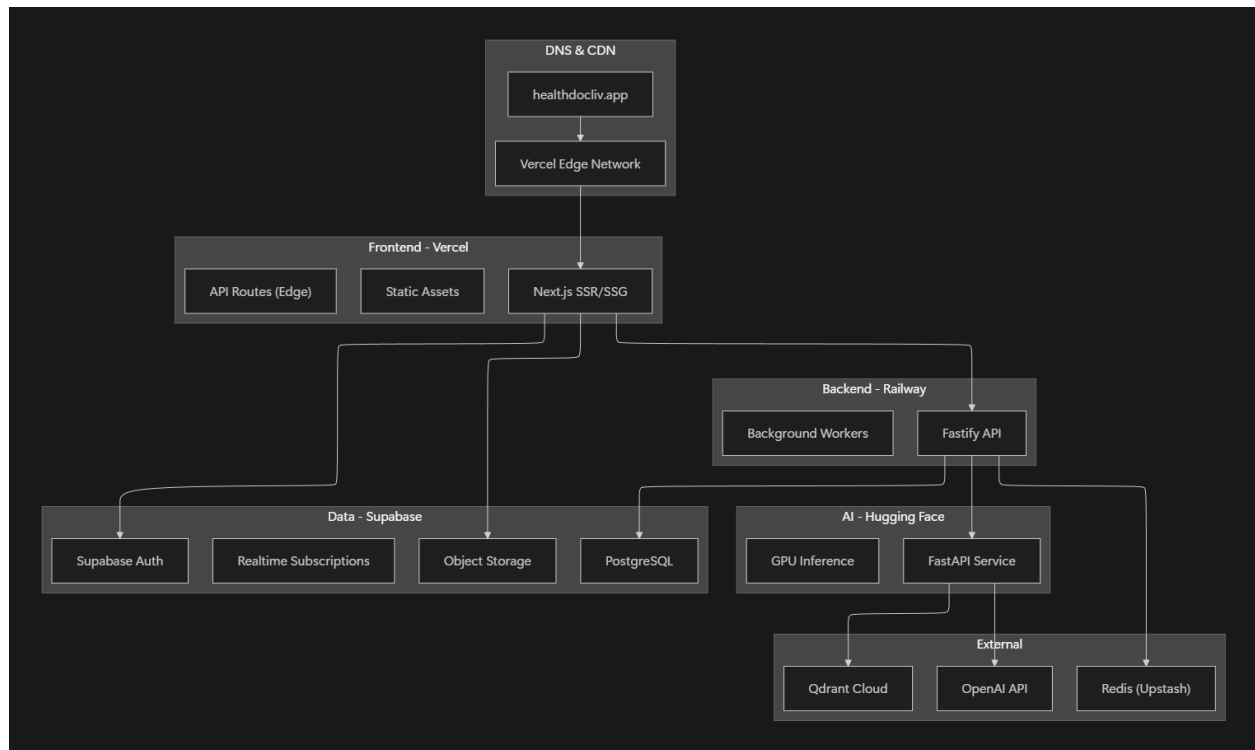 DNS & CDN
healthdocliv.app
Vercel Edge Network
Frontend - Vercel
API Routes (Edge)
Static Assets
Next.js SSR/SSG
Backend - Railway
Background Workers
Fastify API
Data - Supabase
Supabase Auth
Realtime Subscriptions
Object Storage
PostgreSQL
AI - Hugging Face
GPU Inference
FastAPI Service
External
Qdrant Cloud
OpenAI API
Redis (Upstash)